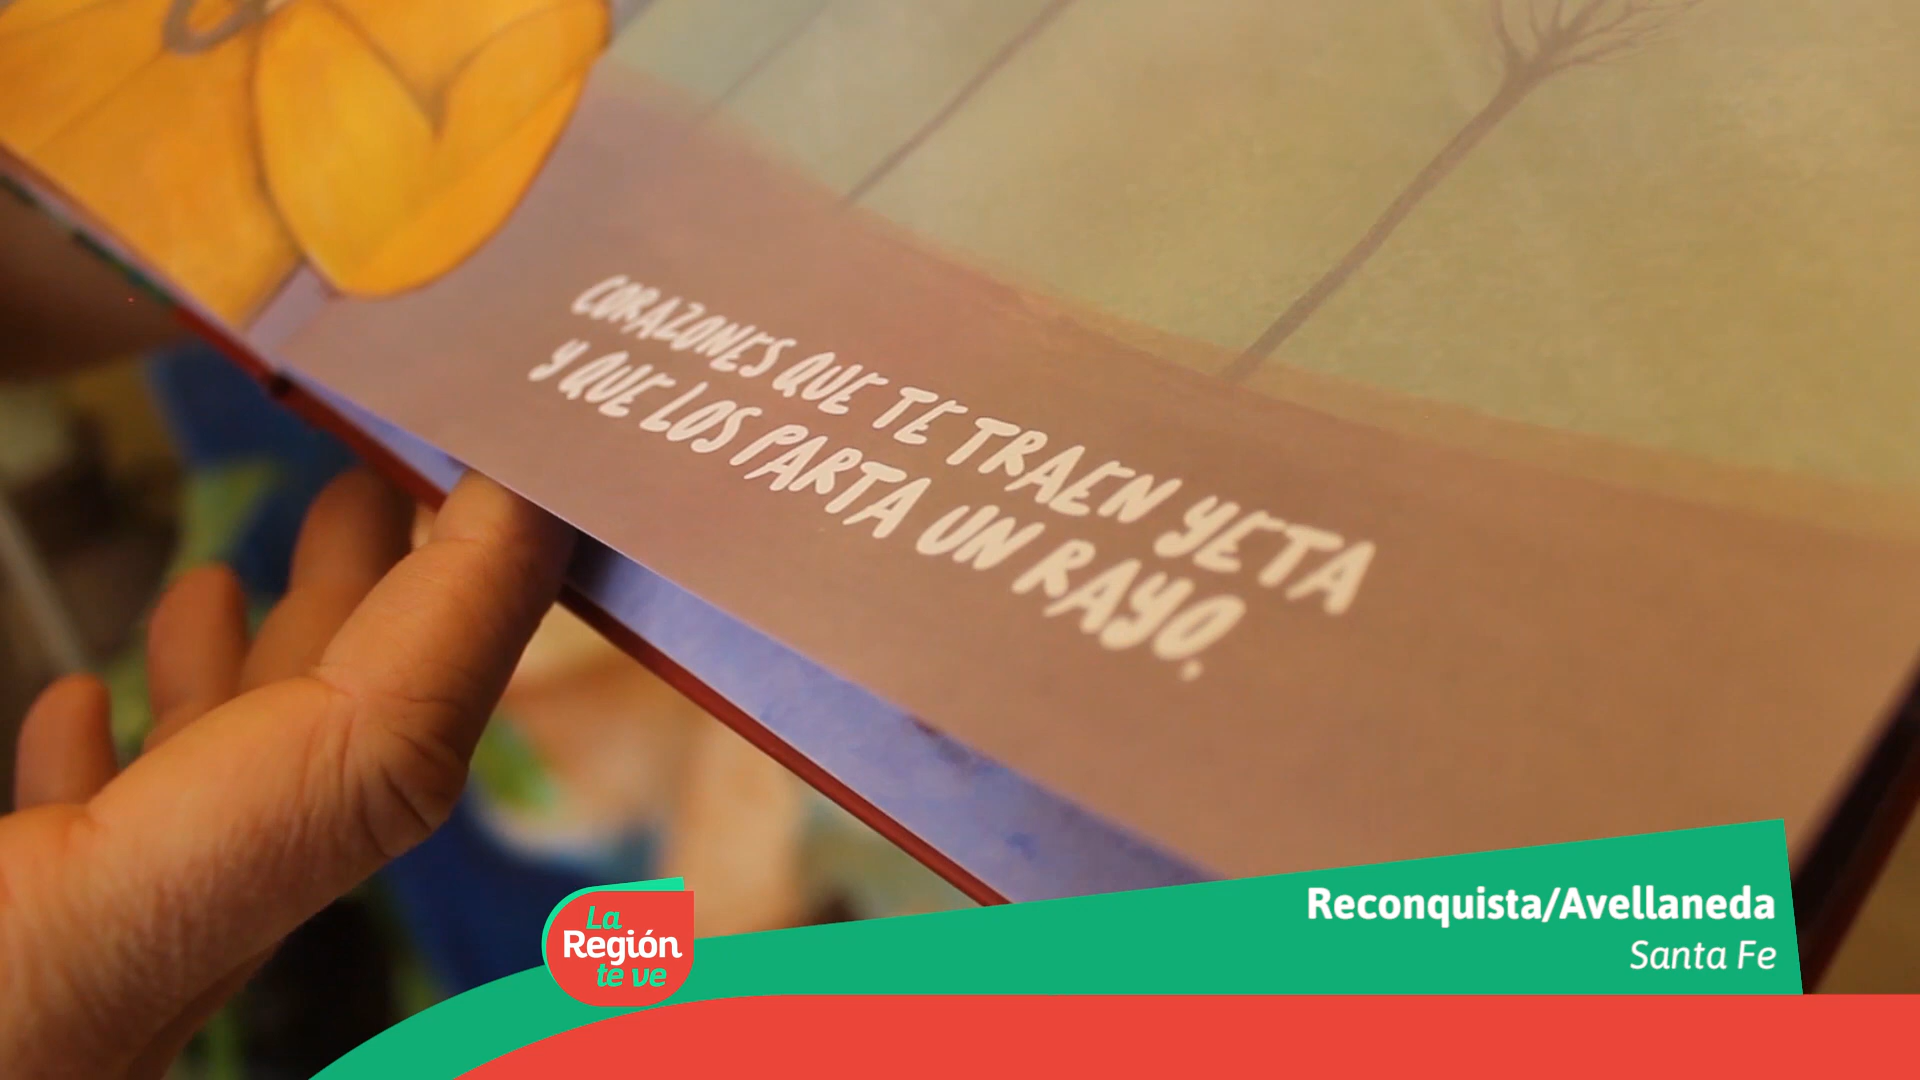 CORAZONES QUE TE TRAEN YETA
Y QUE LOS PARTA UN RAYO.
La
Región
te ve
Reconquista/Avellaneda
Santa Fe